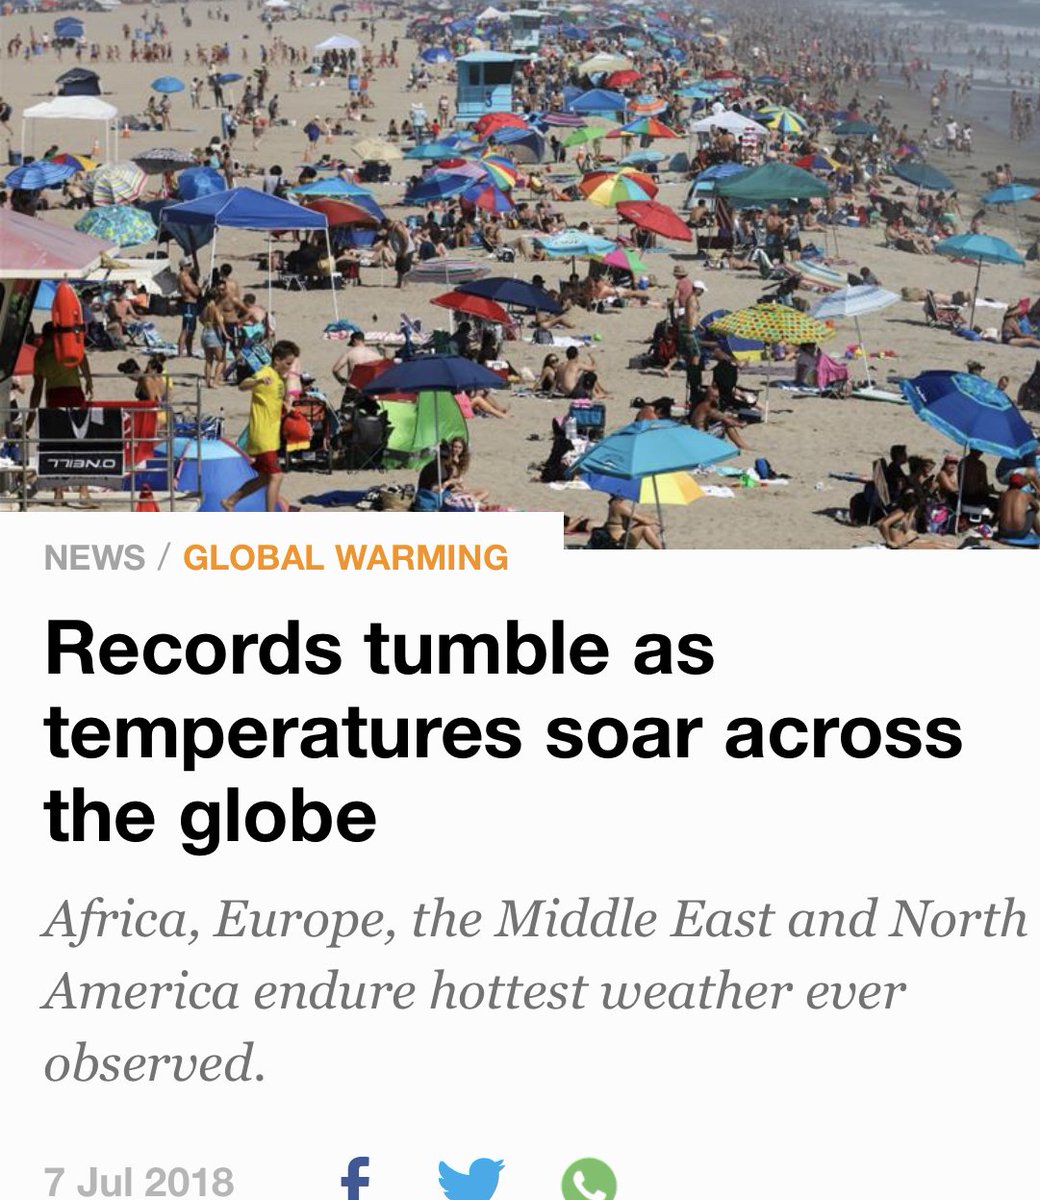 O'NEILL
NEWS / GLOBAL WARMING
Records tumble as
temperatures soar across
the globe
Africa, Europe, the Middle East and North
America endure hottest weather ever
observed.
7 Jul 2018